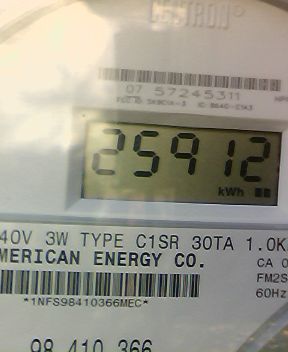 CESTRON®
07 57245311
25912
kWh
40V 3W TYPE C1SR 30TA 1.0K
MERICAN ENERGY CO.
CA 0
FM2S
*1NFS98410366MEC*
60Hz
98 410 366